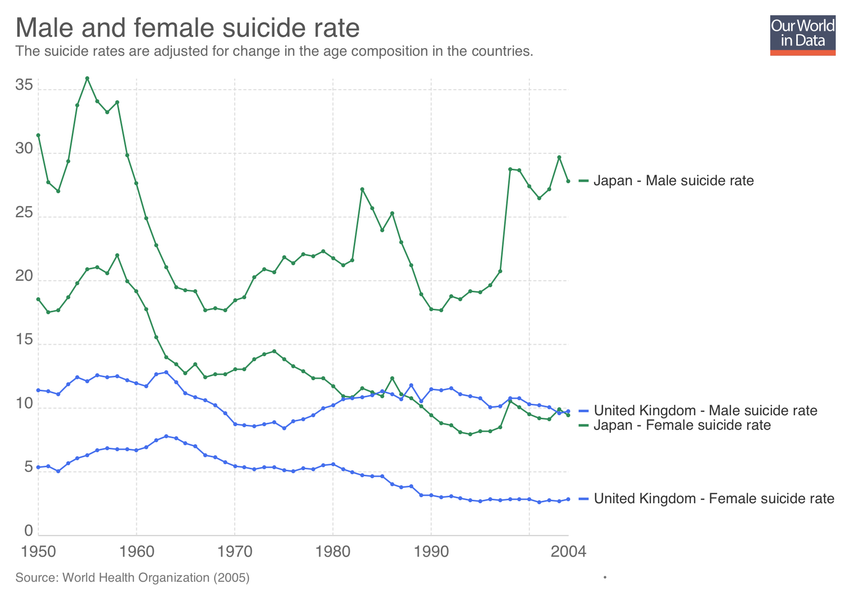 Male and female suicide rate
The suicide rates are adjusted for change in the age composition in the countries.
Our World
in Data
35
30
25
20
15
10
5
0
Japan - Male suicide rate
United Kingdom - Male suicide rate
Japan - Female suicide rate
United Kingdom - Female suicide rate
1950 1960 1970 1980 1990 2004
Source: World Health Organization (2005)